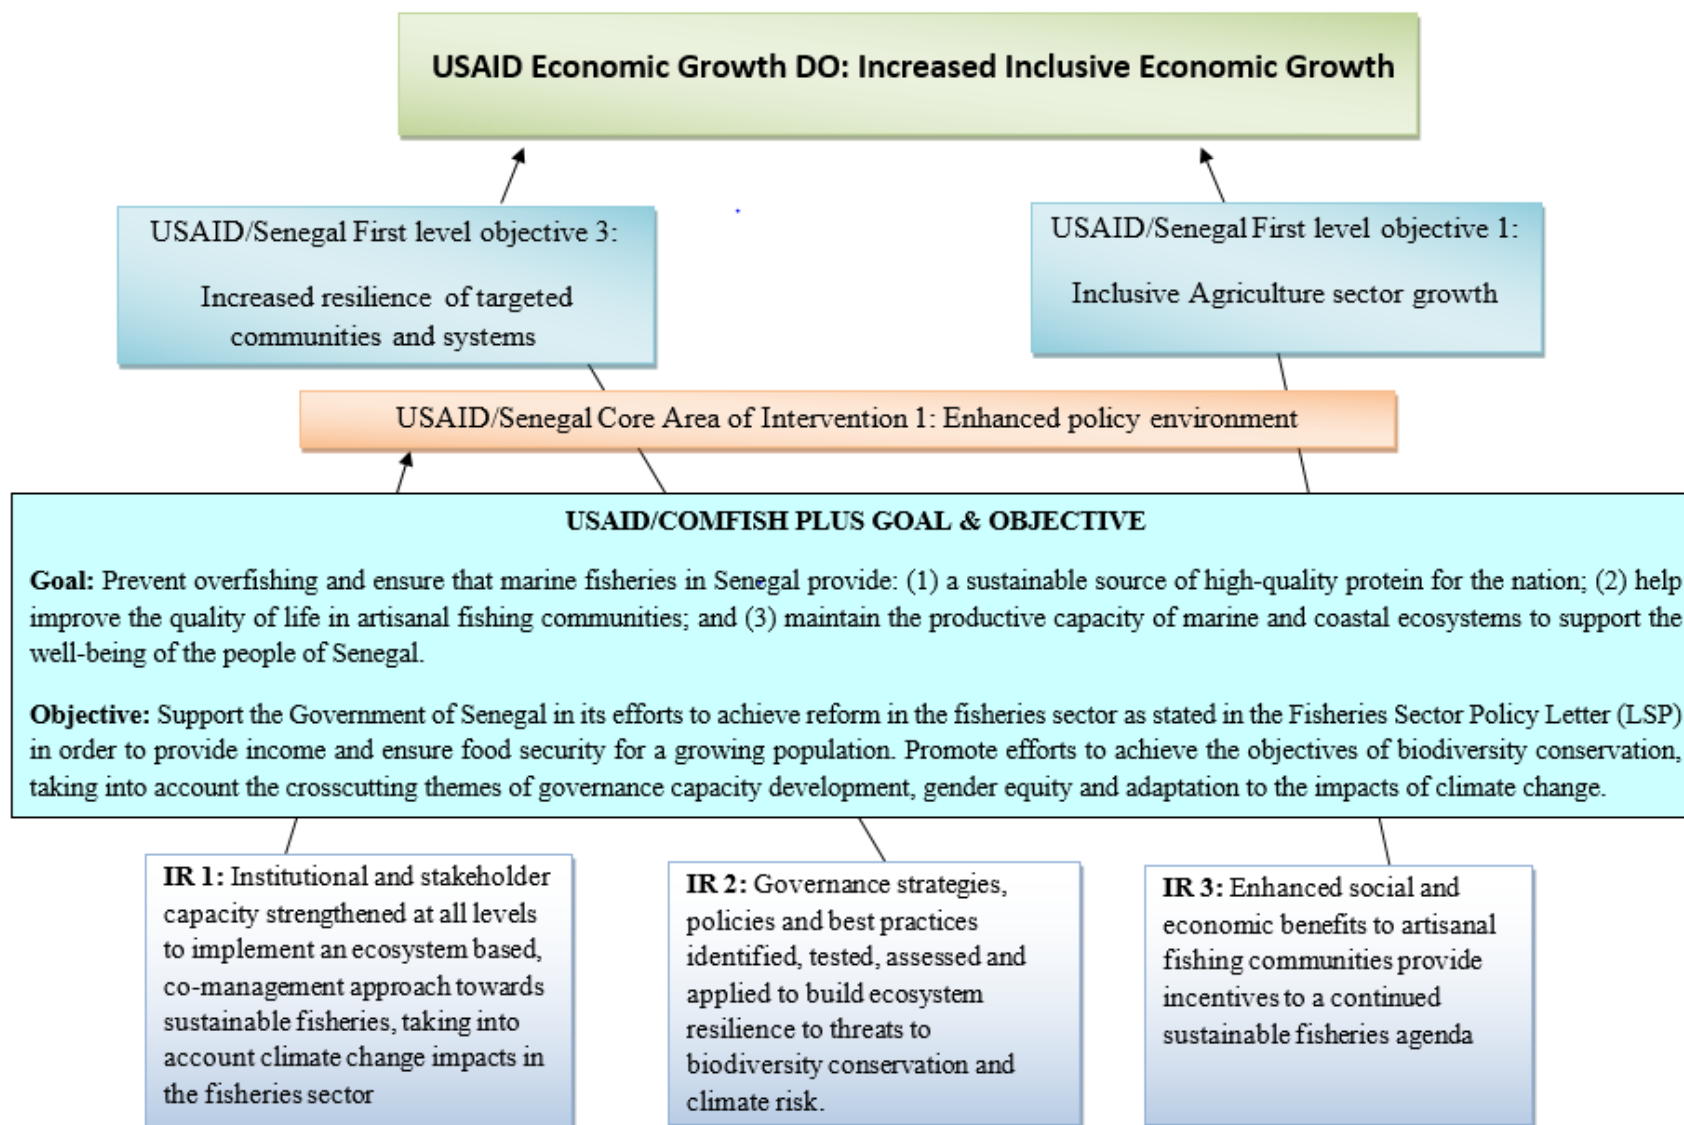 USAID Economic Growth DO: Increased Inclusive Economic Growth
USAID/Senegal First level objective 3:
Increased resilience of targeted
communities and systems
USAID/Senegal First level objective 1:
Inclusive Agriculture sector growth
USAID/Senegal Core Area of Intervention 1: Enhanced policy environment
USAID/COMFISH PLUS GOAL & OBJECTIVE
Goal: Prevent overfishing and ensure that marine fisheries in Senegal provide: (1) a sustainable source of high-quality protein for the nation; (2) help
improve the quality of life in artisanal fishing communities; and (3) maintain the productive capacity of marine and coastal ecosystems to support the
well-being of the people of Senegal.
Objective: Support the Government of Senegal in its efforts to achieve reform in the fisheries sector as stated in the Fisheries Sector Policy Letter (LSP)
in order to provide income and ensure food security for a growing population. Promote efforts to achieve the objectives of biodiversity conservation,
taking into account the crosscutting themes of governance capacity development, gender equity and adaptation to the impacts of climate change.
IR 1: Institutional and stakeholder
capacity strengthened at all levels
to implement an ecosystem based,
co-management approach towards
sustainable fisheries, taking into
account climate change impacts in
the fisheries sector
IR 2: Governance strategies,
policies and best practices
identified, tested, assessed and
applied to build ecosystem
resilience to threats to
biodiversity conservation and
climate risk.
IR 3: Enhanced social and
economic benefits to artisanal
fishing communities provide
incentives to a continued
sustainable fisheries agenda